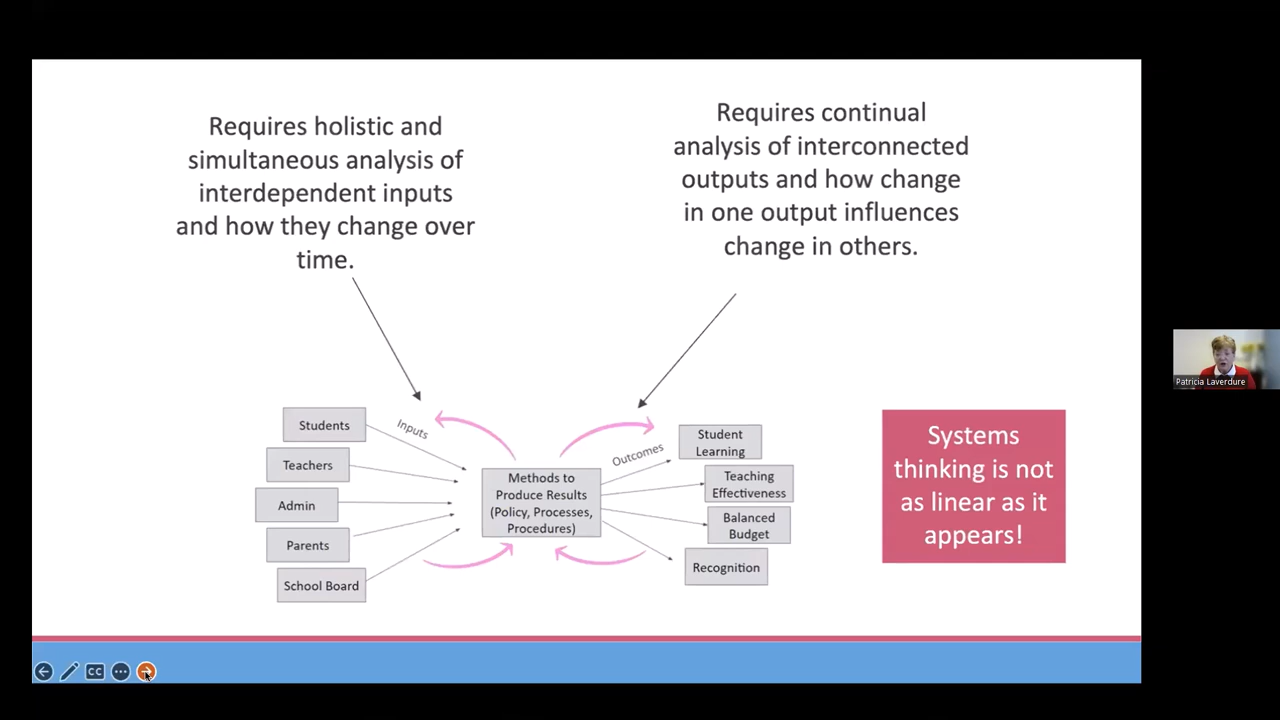 Requires holistic and
simultaneous analysis of
interdependent inputs
and how they change over
time.
Requires continual
analysis of interconnected
outputs and how change
in one output influences
change in others.
Students
Teachers
Admin
Parents
School Board
Inputs
Methods to
Produce Results
(Policy, Processes,
Procedures)
Outcomes
Student
Learning
Teaching
Effectiveness
Balanced
Budget
Recognition
Systems
thinking is not
as linear as it
appears!
Patricia Laverdure
CC